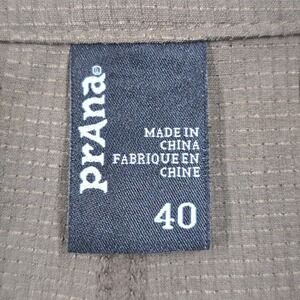 prAna®
MADE IN
CHINA
FABRIQUE EN
CHINE
40